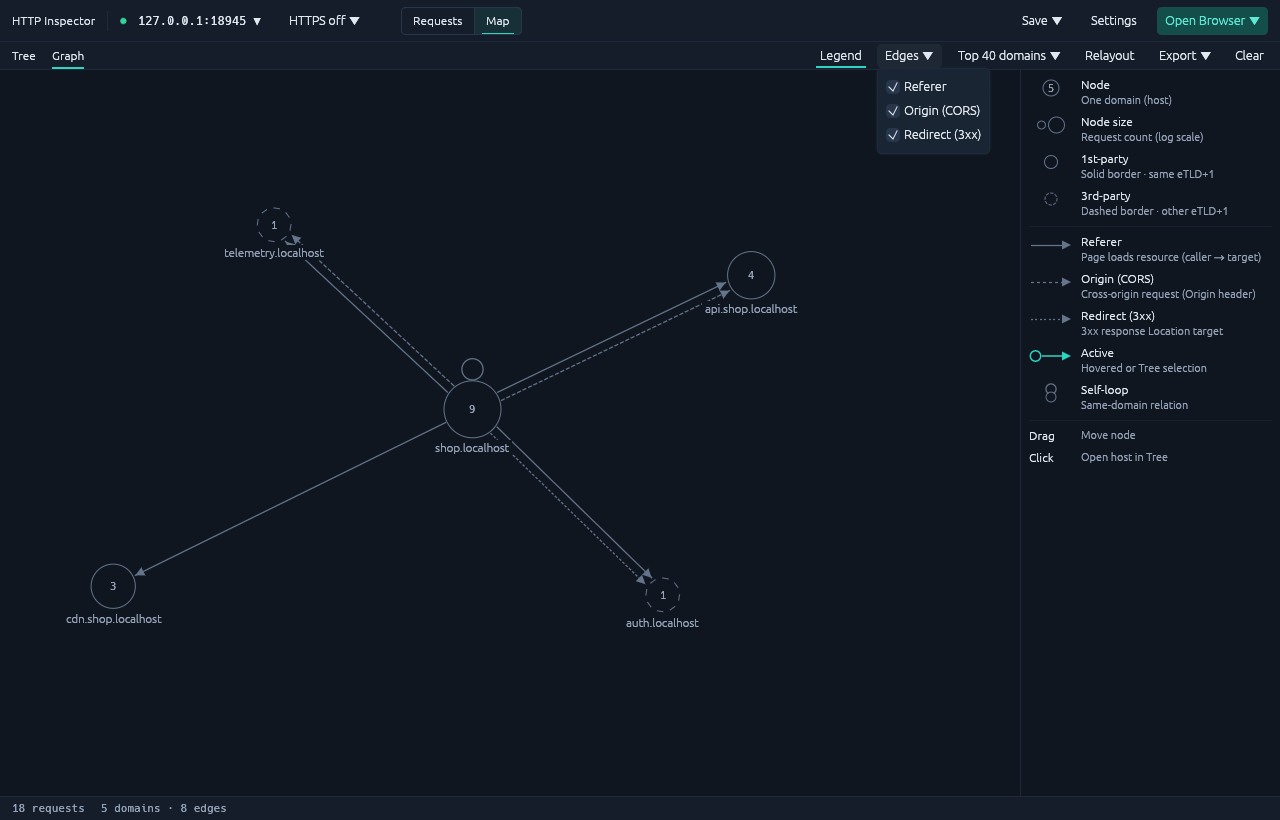 HTTP Inspector
127.0.0.1:18945 ▼
HTTPS off ▼
Requests
Map
Save ▼
Settings
Open Browser ▼
Tree
Graph
Legend
Edges ▼
Top 40 domains ▼
Relayout
Export ▼
Clear
Referer
Origin (CORS)
Redirect (3xx)
1
telemetry.localhost
4
api.shop.localhost
9
shop.localhost
3
cdn.shop.localhost
1
auth.localhost
5
Node
One domain (host)
Node size
Request count (log scale)
1st-party
Solid border · same eTLD+1
3rd-party
Dashed border · other eTLD+1
Referer
Page loads resource (caller → target)
Origin (CORS)
Cross-origin request (Origin header)
Redirect (3xx)
3xx response Location target
Active
Hovered or Tree selection
Self-loop
Same-domain relation
Drag Move node
Click Open host in Tree
18 requests 5 domains · 8 edges